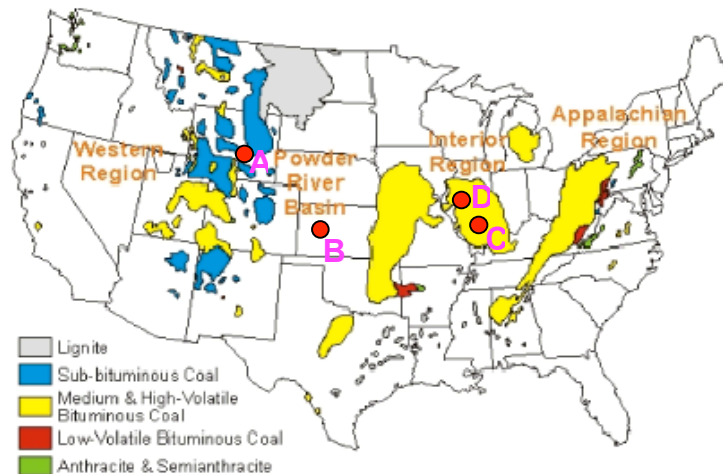 Appalachian
Region
Interior
Region
Western
Region
A
Powder
River
Basin
D
C
B
Lignite
Sub-bituminous Coal
Medium & High-Volatile
Bituminous Coal
Low-Volatile Bituminous Coal
Anthracite & Semianthracite